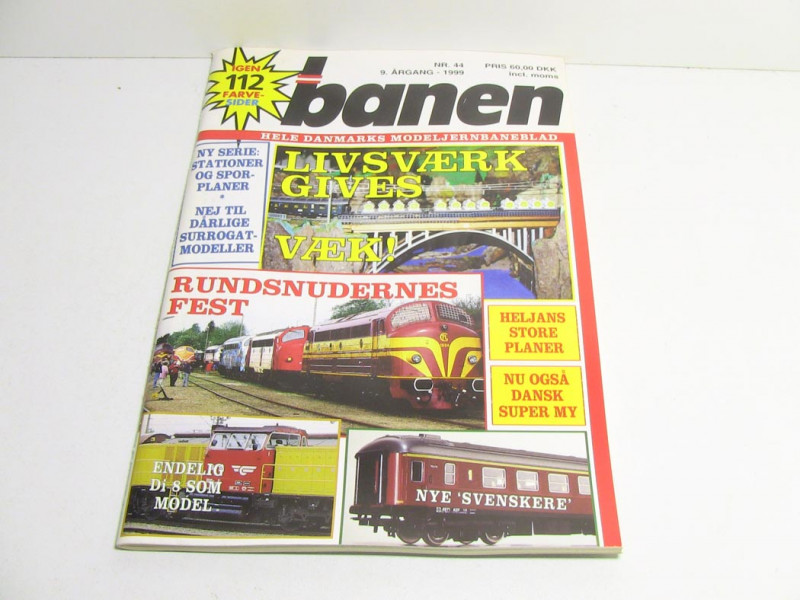 IGEN
112
FARVE-
SIDER
NR. 44
9. ÅRGANG - 1999
PRIS 60,00 DKK
incl. moms
banen
HELE DANMARKS MODELJERNBANEBLAD
NY SERIE:
STATIONER
OG SPOR-
PLANER
*
NEJ TIL
DÅRLIGE
SURROGAT-
MODELLER
LIVSVÆRK
GIVES
VÆK!
RUNDSNUDERNES
FEST
HELJANS
STORE
PLANER
NU OGSÅ
DANSK
SUPER MY
ENDELIG
Di 8 SOM
MODEL
NYE 'SVENSKERE'